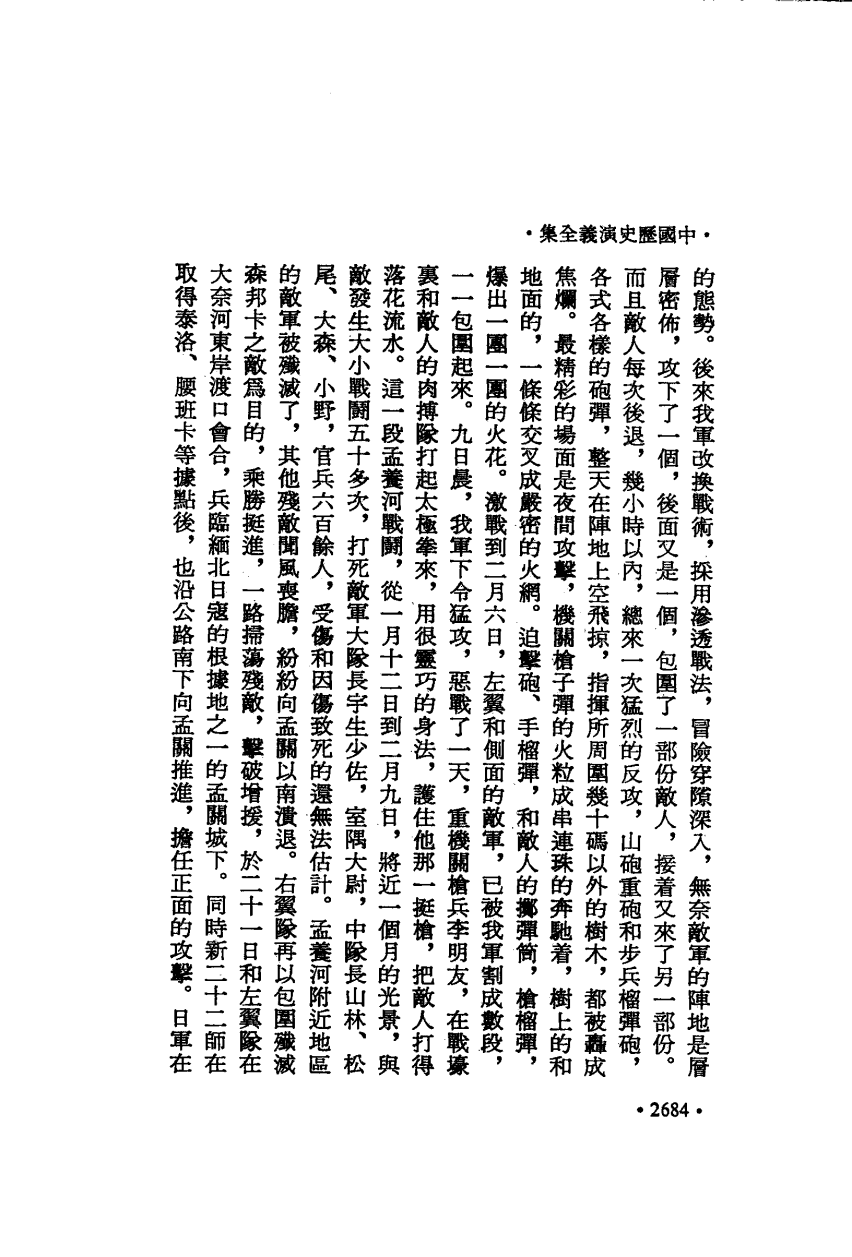 •中國歷史演義全集•
的態勢。後來我軍改換戰術，採用滲透戰法，冒險穿隙深入，無奈敵軍的陣地是層
層密佈，攻下了一個，後面又是一個，包圍了一部份敵人，接着又來了另一部份。
而且敵人每次後退，幾小時以內，總來一次猛烈的反攻，山砲重砲和步兵榴彈砲，
各式各樣的砲彈，整天在陣地上空飛掠，指揮所周圍幾十碼以外的樹木，都被轟成
焦爛。最精彩的場面是夜間攻擊，機關槍子彈的火粒成串連珠的奔馳着，樹上的和
地面的，一條條交叉成嚴密的火網。迫擊砲、手榴彈，和敵人的擲彈筒，槍榴彈，
爆出一團一團的火花。激戰到二月六日，左翼和側面的敵軍，已被我軍割成數段，
一一包圍起來。九日晨，我軍下令猛攻，惡戰了一天，重機關槍兵李明友，在戰壕
裏和敵人的肉搏隊打起太極拳來，用很靈巧的身法，護住他那一挺槍，把敵人打得
落花流水。這一段孟養河戰鬪，從一月十二日到二月九日，將近一個月的光景，與
敵發生大小戰鬪五十多次，打死敵軍大隊長宇生少佐，室隅大尉，中隊長山林、松
尾、大森、小野，官兵六百餘人，受傷和因傷致死的還無法估計。孟養河附近地區
的敵軍被殲滅了，其他殘敵聞風喪膽，紛紛向孟關以南潰退。右翼隊再以包圍殲滅
森邦卡之敵爲目的，乘勝挺進，一路掃蕩殘敵，擊破增援，於二十一日和左翼隊在
大奈河東岸渡口會合，兵臨緬北日寇的根據地之一的孟關城下。同時新二十二師在
取得泰洛、腰班卡等據點後，也沿公路南下向孟關推進，擔任正面的攻擊。日軍在
•2684•